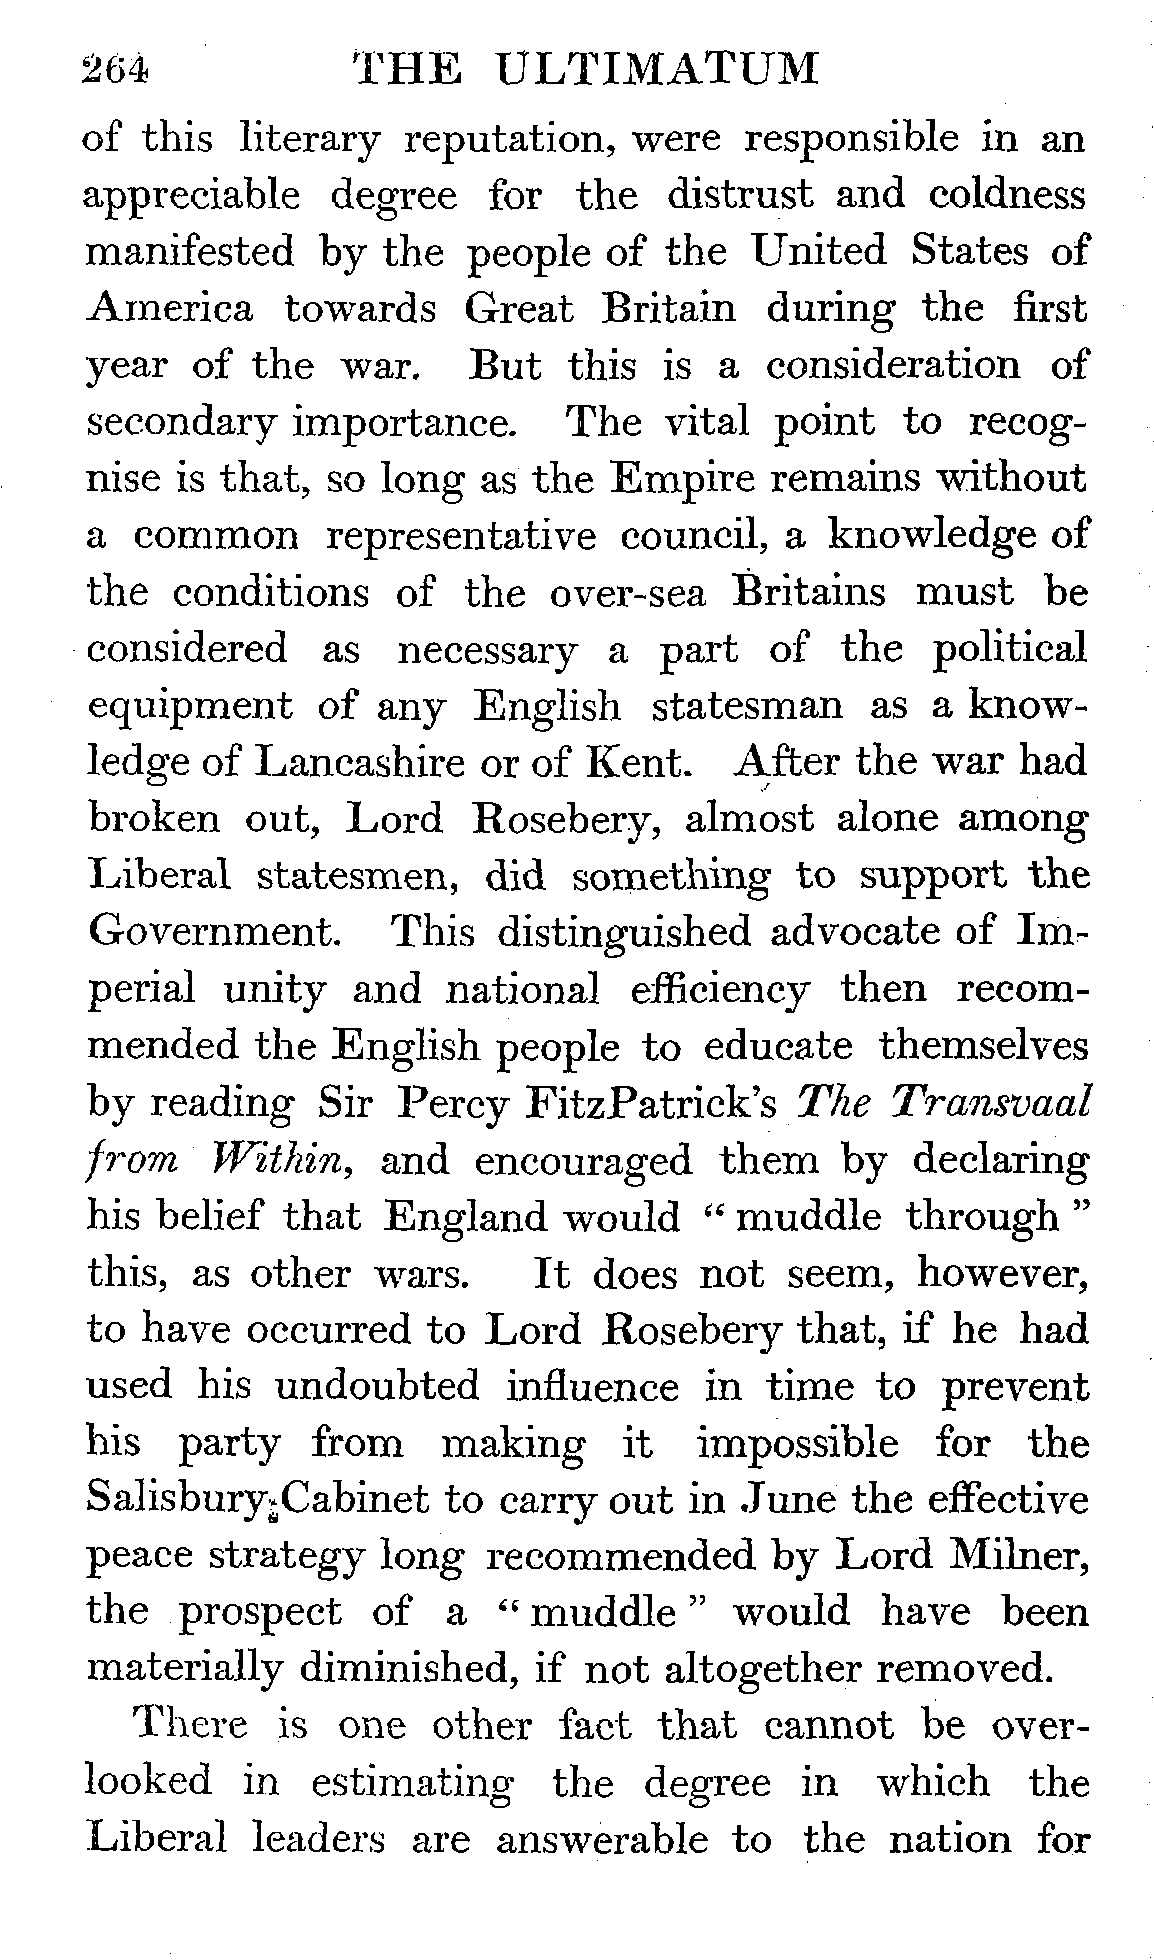 264 THE ULTIMATUM
of this literary reputation, were responsible in an
appreciable degree for the distrust and coldness
manifested by the people of the United States of
America towards Great Britain during the first
year of the war. But this is a consideration of
secondary importance. The vital point to recog-
nise is that, so long as the Empire remains without
a common representative council, a knowledge of
the conditions of the over-sea Britains must be
considered as necessary a part of the political
equipment of any English statesman as a know-
ledge of Lancashire or of Kent. After the war had
broken out, Lord Rosebery, almost alone among
Liberal statesmen, did something to support the
Government. This distinguished advocate of Im-
perial unity and national efficiency then recom-
mended the English people to educate themselves
by reading Sir Percy FitzPatrick's The Transvaal
from Within, and encouraged them by declaring
his belief that England would “ muddle through ”
this, as other wars. It does not seem, however,
to have occurred to Lord Rosebery that, if he had
used his undoubted influence in time to prevent
his party from making it impossible for the
Salisbury Cabinet to carry out in June the effective
peace strategy long recommended by Lord Milner,
the prospect of a “ muddle ” would have been
materially diminished, if not altogether removed.
There is one other fact that cannot be over-
looked in estimating the degree in which the
Liberal leaders are answerable to the nation for